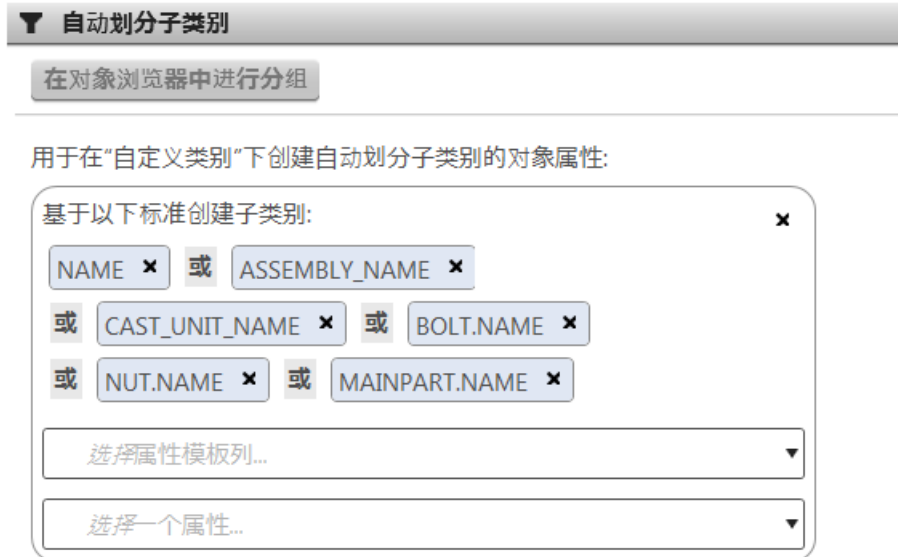 自动划分子类别
在对象浏览器中进行分组
用于在“自定义类别”下创建自动划分子类别的对象属性:
基于以下标准创建子类别:
NAME 或 ASSEMBLY_NAME
或 CAST_UNIT_NAME 或 BOLT.NAME
或 NUT.NAME 或 MAINPART.NAME
选择属性模板列...
选择一个属性...